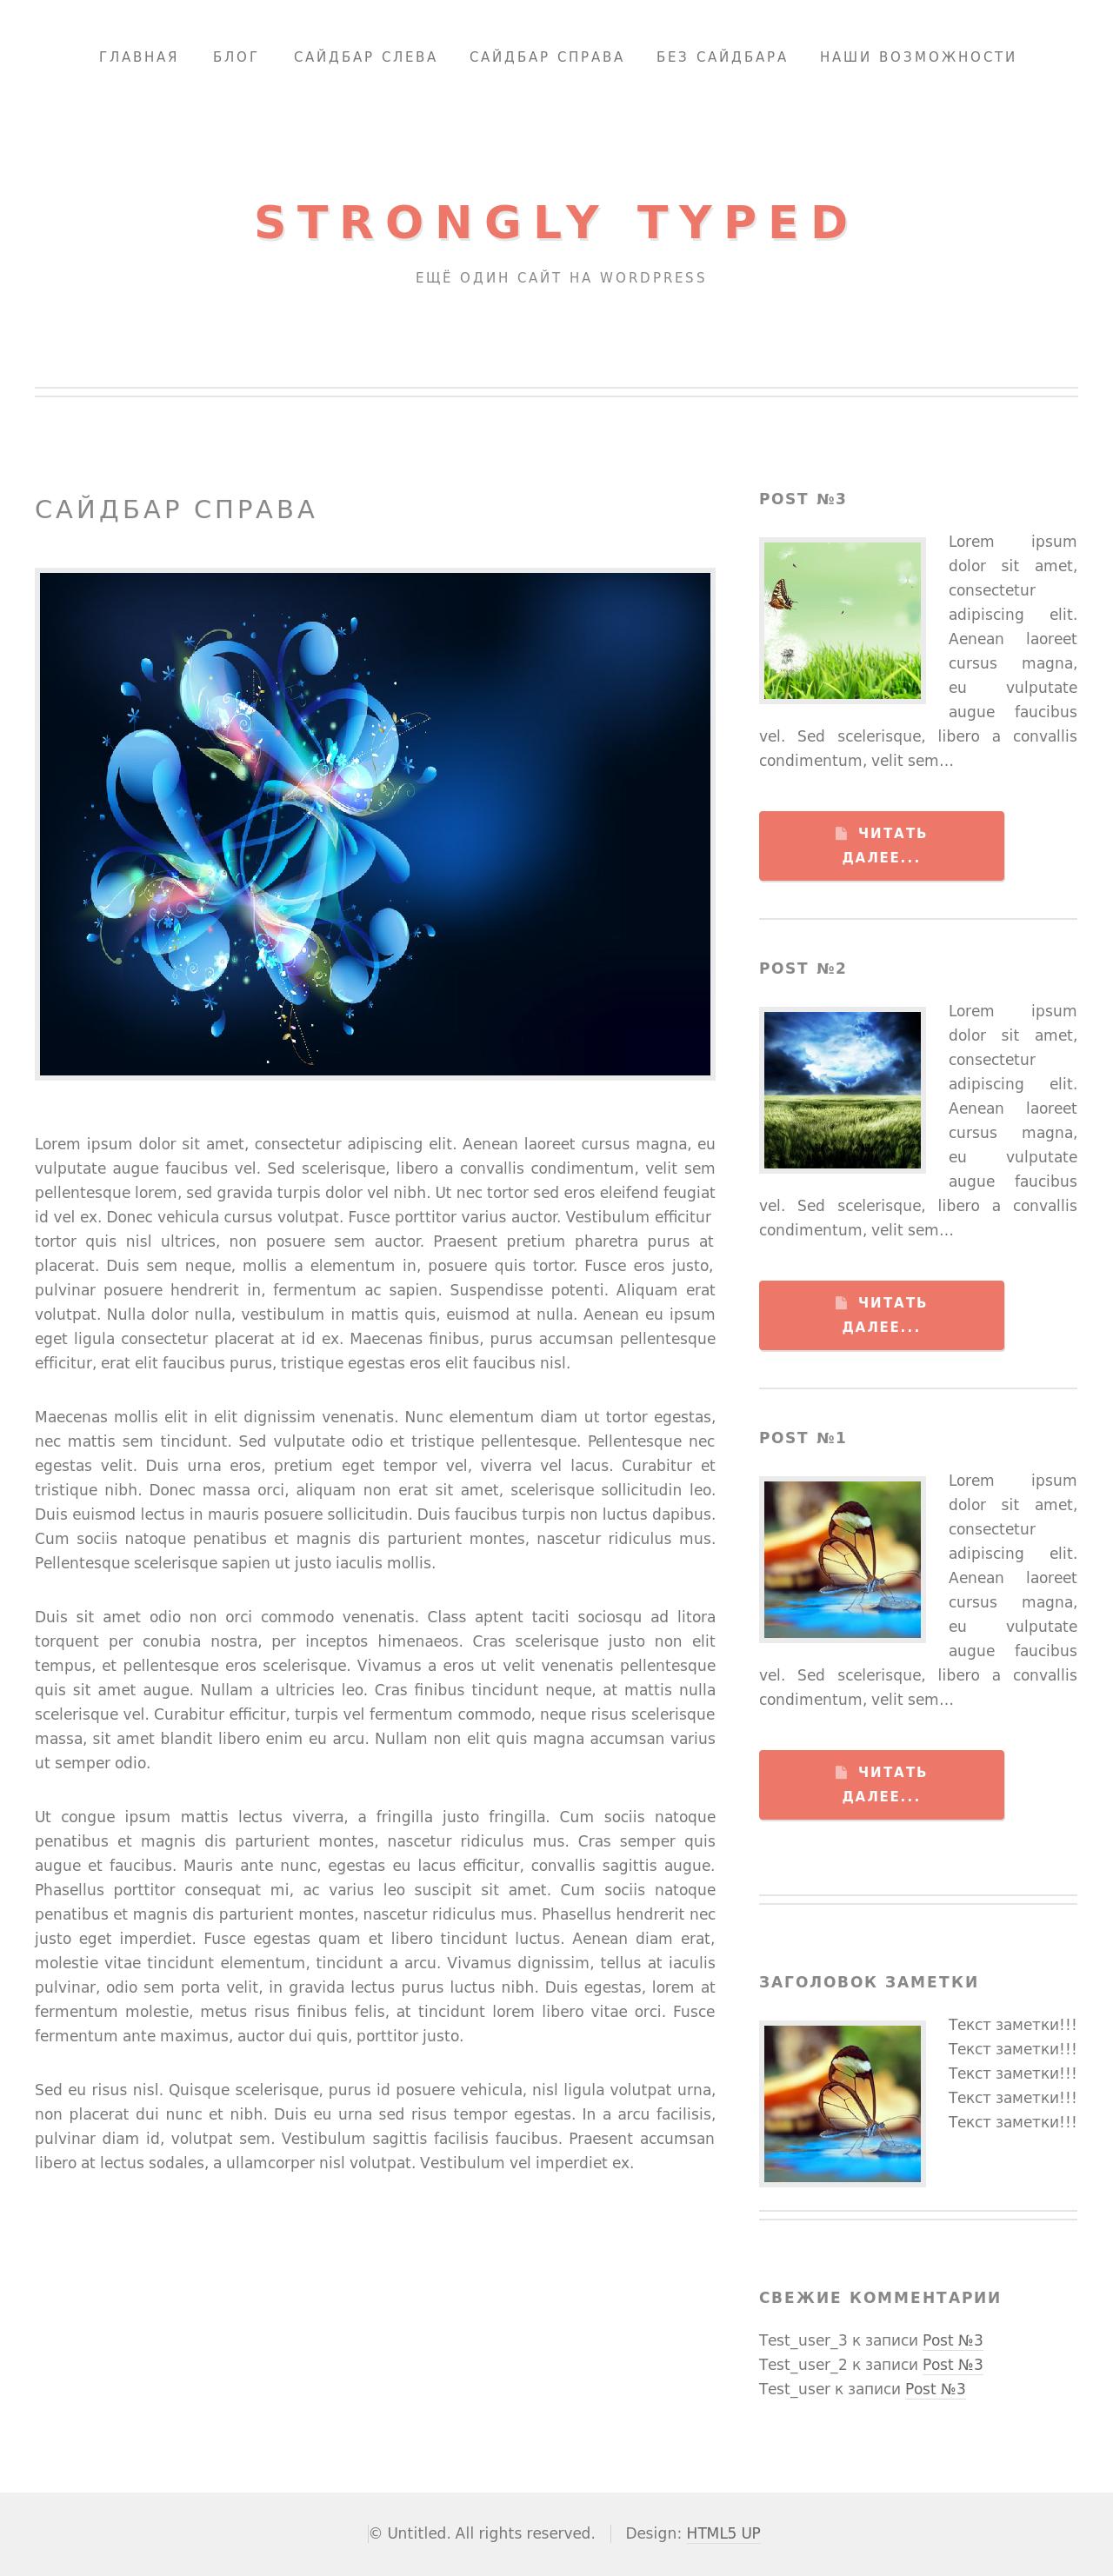 ГЛАВНАЯ БЛОГ САЙДБАР СЛЕВА САЙДБАР СПРАВА БЕЗ САЙДБАРА НАШИ ВОЗМОЖНОСТИ
STRONGLY TYPED
ЕЩЁ ОДИН САЙТ НА WORDPRESS
САЙДБАР СПРАВА
Lorem ipsum dolor sit amet, consectetur adipiscing elit. Aenean laoreet cursus magna, eu
vulputate augue faucibus vel. Sed scelerisque, libero a convallis condimentum, velit sem
pellentesque lorem, sed gravida turpis dolor vel nibh. Ut nec tortor sed eros eleifend feugiat
id vel ex. Donec vehicula cursus volutpat. Fusce porttitor varius auctor. Vestibulum efficitur
tortor quis nisl ultrices, non posuere sem auctor. Praesent pretium pharetra purus at
placerat. Duis sem neque, mollis a elementum in, posuere quis tortor. Fusce eros justo,
pulvinar posuere hendrerit in, fermentum ac sapien. Suspendisse potenti. Aliquam erat
volutpat. Nulla dolor nulla, vestibulum in mattis quis, euismod at nulla. Aenean eu ipsum
eget ligula consectetur placerat at id ex. Maecenas finibus, purus accumsan pellentesque
efficitur, erat elit faucibus purus, tristique egestas eros elit faucibus nisl.
Maecenas mollis elit in elit dignissim venenatis. Nunc elementum diam ut tortor egestas,
nec mattis sem tincidunt. Sed vulputate odio et tristique pellentesque. Pellentesque nec
egestas velit. Duis urna eros, pretium eget tempor vel, viverra vel lacus. Curabitur et
tristique nibh. Donec massa orci, aliquam non erat sit amet, scelerisque sollicitudin leo.
Duis euismod lectus in mauris posuere sollicitudin. Duis faucibus turpis non luctus dapibus.
Cum sociis natoque penatibus et magnis dis parturient montes, nascetur ridiculus mus.
Pellentesque scelerisque sapien ut justo iaculis mollis.
Duis sit amet odio non orci commodo venenatis. Class aptent taciti sociosqu ad litora
torquent per conubia nostra, per inceptos himenaeos. Cras scelerisque justo non elit
tempus, et pellentesque eros scelerisque. Vivamus a eros ut velit venenatis pellentesque
quis sit amet augue. Nullam a ultricies leo. Cras finibus tincidunt neque, at mattis nulla
scelerisque vel. Curabitur efficitur, turpis vel fermentum commodo, neque risus scelerisque
massa, sit amet blandit libero enim eu arcu. Nullam non elit quis magna accumsan varius
ut semper odio.
Ut congue ipsum mattis lectus viverra, a fringilla justo fringilla. Cum sociis natoque
penatibus et magnis dis parturient montes, nascetur ridiculus mus. Cras semper quis
augue et faucibus. Mauris ante nunc, egestas eu lacus efficitur, convallis sagittis augue.
Phasellus porttitor consequat mi, ac varius leo suscipit sit amet. Cum sociis natoque
penatibus et magnis dis parturient montes, nascetur ridiculus mus. Phasellus hendrerit nec
justo eget imperdiet. Fusce egestas quam et libero tincidunt luctus. Aenean diam erat,
molestie vitae tincidunt elementum, tincidunt a arcu. Vivamus dignissim, tellus at iaculis
pulvinar, odio sem porta velit, in gravida lectus purus luctus nibh. Duis egestas, lorem at
fermentum molestie, metus risus finibus felis, at tincidunt lorem libero vitae orci. Fusce
fermentum ante maximus, auctor dui quis, porttitor justo.
Sed eu risus nisl. Quisque scelerisque, purus id posuere vehicula, nisl ligula volutpat urna,
non placerat dui nunc et nibh. Duis eu urna sed risus tempor egestas. In a arcu facilisis,
pulvinar diam id, volutpat sem. Vestibulum sagittis facilisis faucibus. Praesent accumsan
libero at lectus sodales, a ullamcorper nisl volutpat. Vestibulum vel imperdiet ex.
POST №3
Lorem ipsum
dolor sit amet,
consectetur
adipiscing elit.
Aenean laoreet
cursus magna,
eu vulputate
augue faucibus
vel. Sed scelerisque, libero a convallis
condimentum, velit sem...
ЧИТАТЬ
ДАЛЕЕ...
POST №2
Lorem ipsum
dolor sit amet,
consectetur
adipiscing elit.
Aenean laoreet
cursus magna,
eu vulputate
augue faucibus
vel. Sed scelerisque, libero a convallis
condimentum, velit sem...
ЧИТАТЬ
ДАЛЕЕ...
POST №1
Lorem ipsum
dolor sit amet,
consectetur
adipiscing elit.
Aenean laoreet
cursus magna,
eu vulputate
augue faucibus
vel. Sed scelerisque, libero a convallis
condimentum, velit sem...
ЧИТАТЬ
ДАЛЕЕ...
ЗАГОЛОВОК ЗАМЕТКИ
Текст заметки!!!
Текст заметки!!!
Текст заметки!!!
Текст заметки!!!
Текст заметки!!!
СВЕЖИЕ КОММЕНТАРИИ
Test_user_3 к записи Post №3
Test_user_2 к записи Post №3
Test_user к записи Post №3
© Untitled. All rights reserved. Design: HTML5 UP